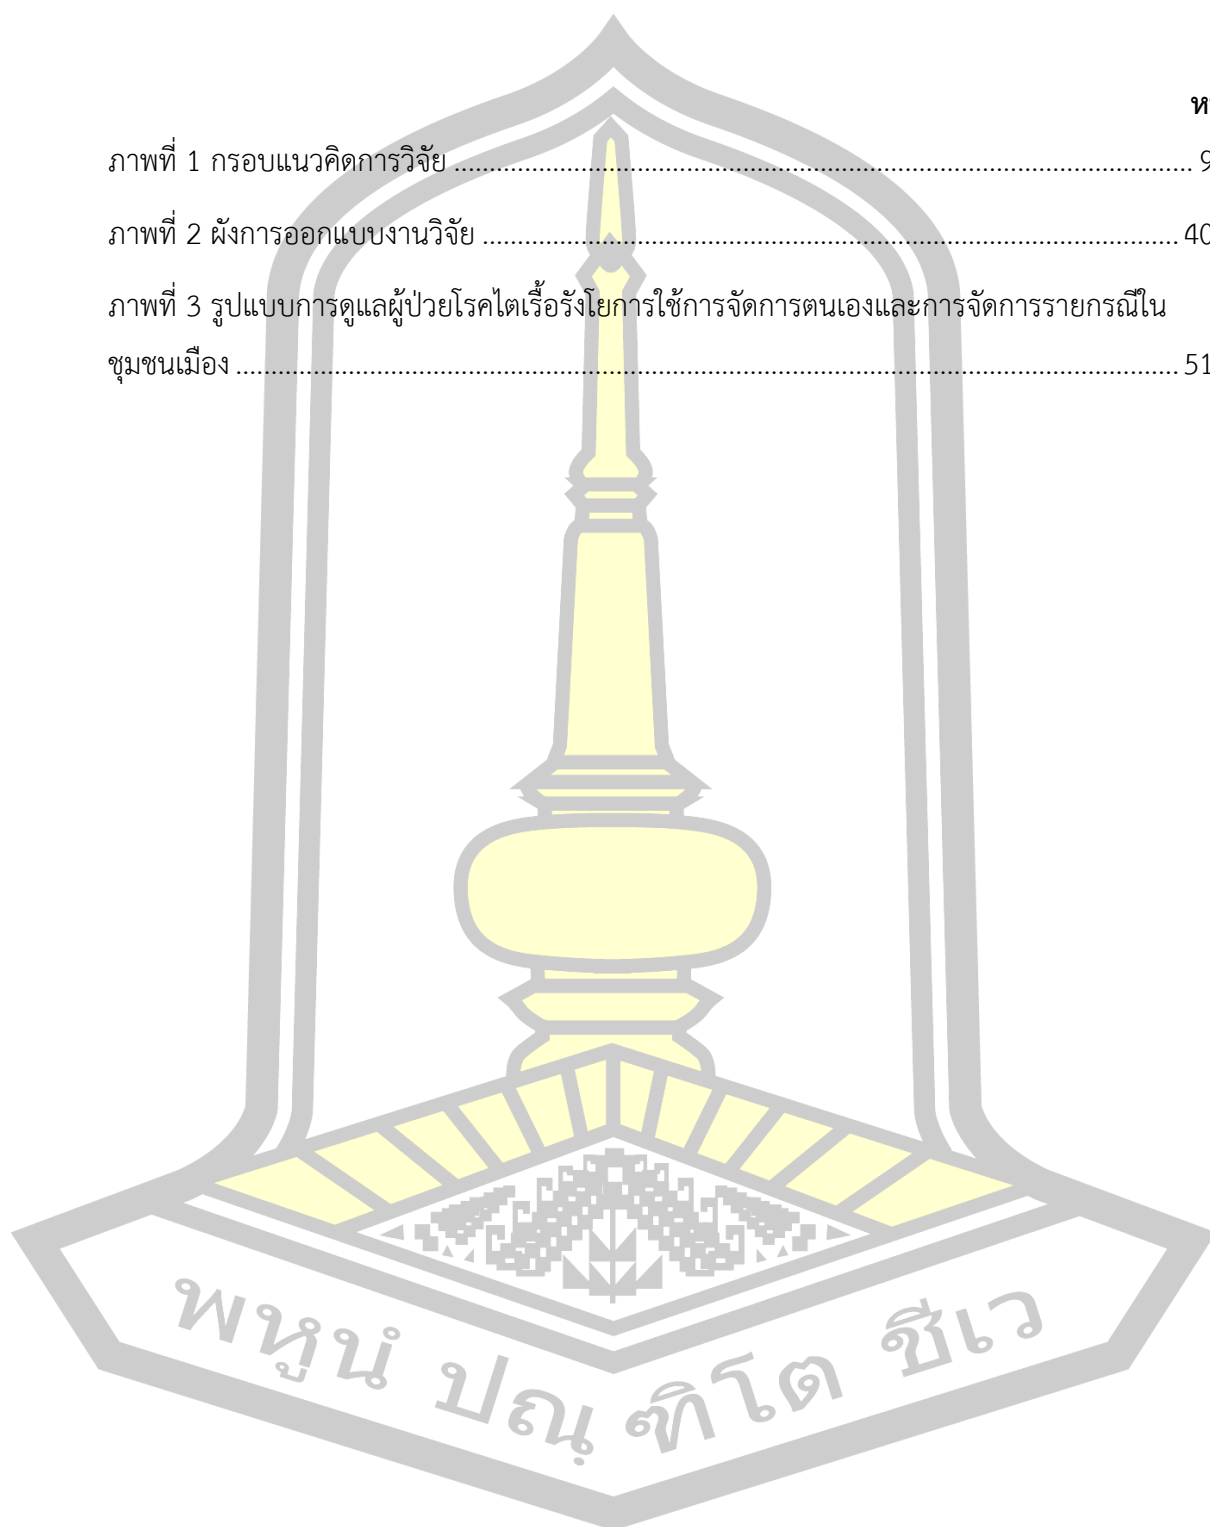 ภาพที่ 1 กรอบแนวคิดการวิจัย ........................................................................................................ 9
ภาพที่ 2 ผังการออกแบบงานวิจัย .................................................................................................. 40
ภาพที่ 3 รูปแบบการดูแลผู้ป่วยโรคไตเรื้อรังโยการใช้การจัดการตนเองและการจัดการรายกรณีใน
ชุมชนเมือง ..................................................................................................................................... 51
พหูนํ ปณฺ ฑิโต ชีเว